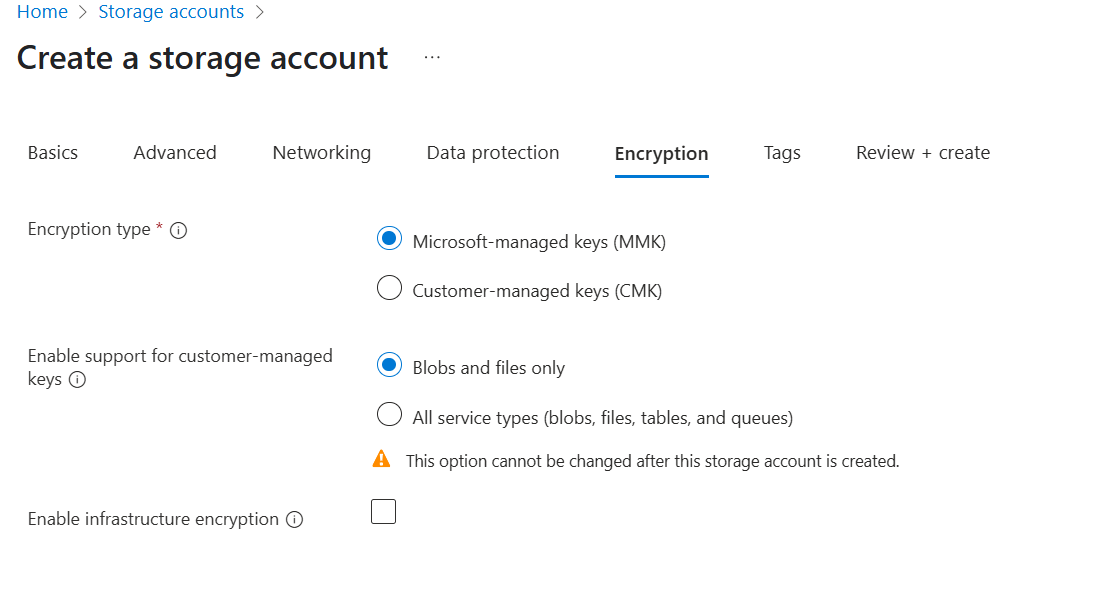 Home > Storage accounts >
Create a storage account ...
Basics Advanced Networking Data protection Encryption Tags Review + create
Encryption type *
Microsoft-managed keys (MMK)
Customer-managed keys (CMK)
Enable support for customer-managed
keys
Blobs and files only
All service types (blobs, files, tables, and queues)
This option cannot be changed after this storage account is created.
Enable infrastructure encryption